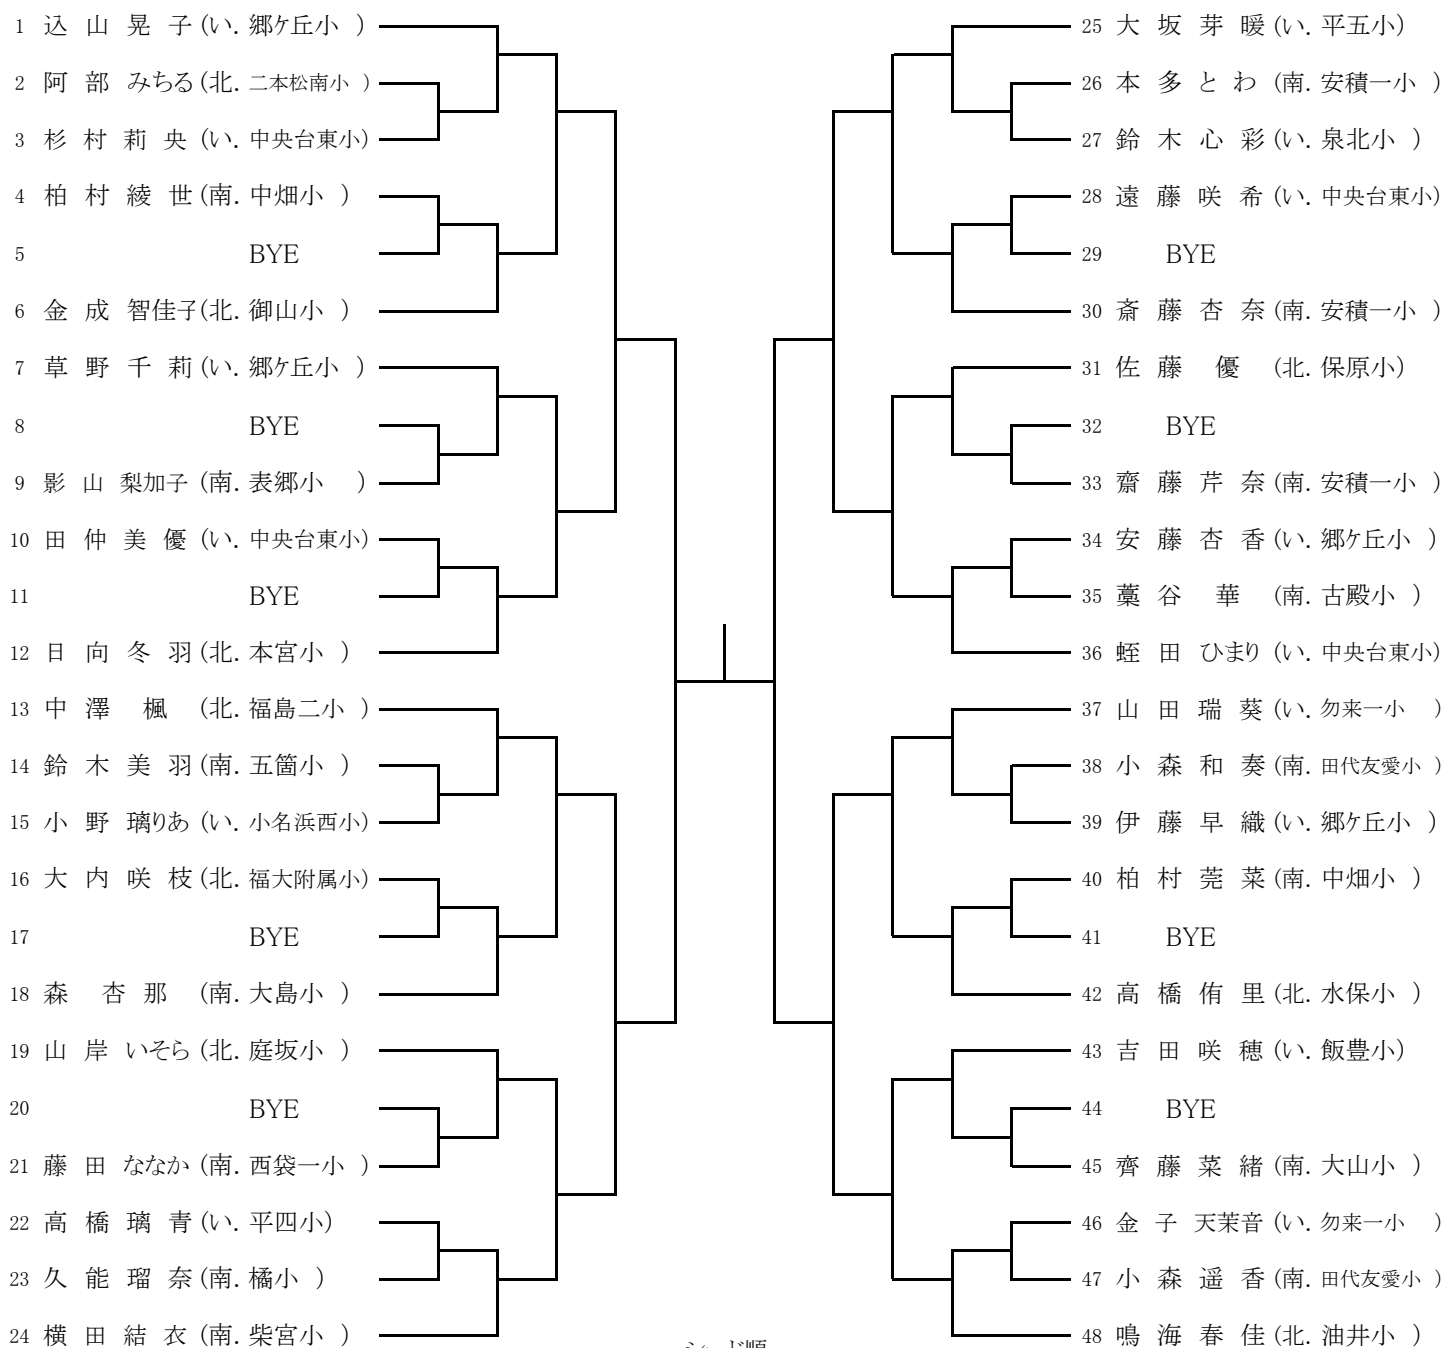 1 込 山 晃 子 (い. 郷ケ丘小 )
2 阿 部 みちる (北. 二本松南小 )
3 杉 村 莉 央 (い. 中央台東小)
4 柏 村 綾 世 (南. 中畑小 )
5 BYE
6 金 成 智佳子 (北. 御山小 )
7 草 野 千 莉 (い. 郷ケ丘小 )
8 BYE
9 影 山 梨加子 (南. 表郷小 )
10 田 仲 美 優 (い. 中央台東小)
11 BYE
12 日 向 冬 羽 (北. 本宮小 )
13 中 澤 楓 (北. 福島二小 )
14 鈴 木 美 羽 (南. 五箇小 )
15 小 野 璃りあ (い. 小名浜西小)
16 大 内 咲 枝 (北. 福大附属小)
17 BYE
18 森 杏 那 (南. 大島小 )
19 山 岸 いそら (北. 庭坂小 )
20 BYE
21 藤 田 ななか (南. 西袋一小 )
22 高 橋 璃 青 (い. 平四小)
23 久 能 瑠 奈 (南. 橘小 )
24 横 田 結 衣 (南. 柴宮小 )
25 大 坂 芽 暖 (い. 平五小)
26 本 多 と わ (南. 安積一小 )
27 鈴 木 心 彩 (い. 泉北小 )
28 遠 藤 咲 希 (い. 中央台東小)
29 BYE
30 斎 藤 杏 奈 (南. 安積一小 )
31 佐 藤 優 (北. 保原小)
32 BYE
33 齋 藤 芹 奈 (南. 安積一小 )
34 安 藤 杏 香 (い. 郷ケ丘小 )
35 藁 谷 華 (南. 古殿小 )
36 蛭 田 ひまり (い. 中央台東小)
37 山 田 瑞 葵 (い. 勿来一小 )
38 小 森 和 奏 (南. 田代友愛小 )
39 伊 藤 早 織 (い. 郷ケ丘小 )
40 柏 村 莞 菜 (南. 中畑小 )
41 BYE
42 高 橋 侑 里 (北. 水保小 )
43 吉 田 咲 穂 (い. 飯豊小)
44 BYE
45 齊 藤 菜 緒 (南. 大山小 )
46 金 子 天茉音 (い. 勿来一小 )
47 小 森 遥 香 (南. 田代友愛小 )
48 鳴 海 春 佳 (北. 油井小 )